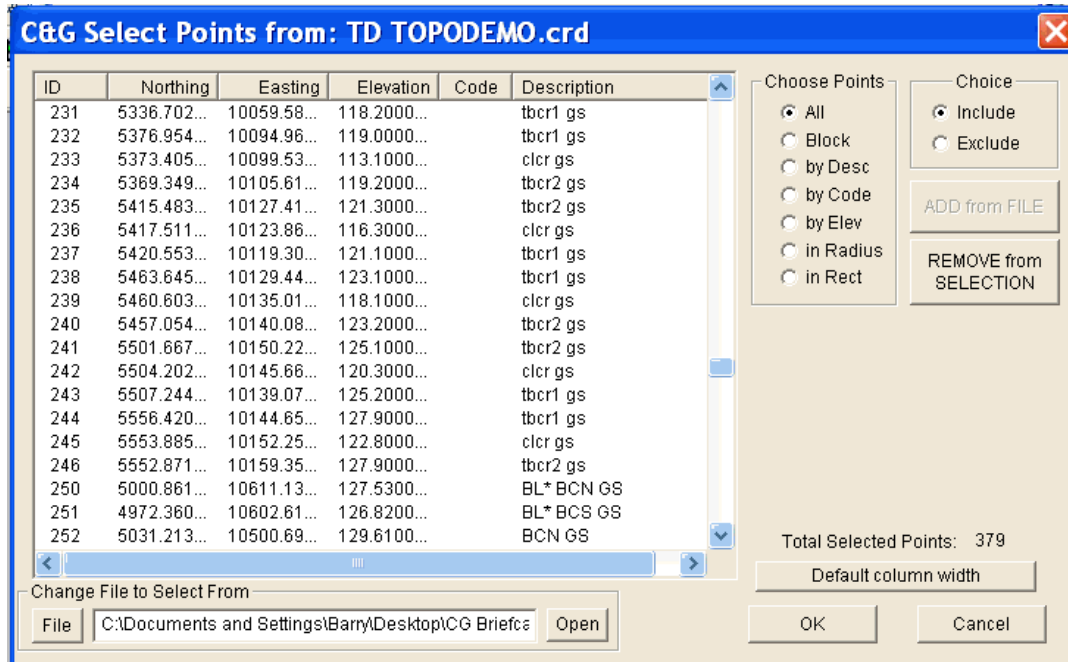 C&G Select Points from: TD TOPODEMO.crd
ID Northing Easting Elevation Code Description
231 5336.702... 10059.58... 118.2000... tbcr1 gs
232 5376.954... 10094.96... 119.0000... tbcr1 gs
233 5373.405... 10099.53... 113.1000... clcr gs
234 5369.349... 10105.61... 119.2000... tbcr2 gs
235 5415.483... 10127.41... 121.3000... tbcr2 gs
236 5417.511... 10123.86... 116.3000... clcr gs
237 5420.553... 10119.30... 121.1000... tbcr1 gs
238 5463.645... 10129.44... 123.1000... tbcr1 gs
239 5460.603... 10135.01... 118.1000... clcr gs
240 5457.054... 10140.08... 123.2000... tbcr2 gs
241 5501.667... 10150.22... 125.1000... tbcr2 gs
242 5504.202... 10145.66... 120.3000... clcr gs
243 5507.244... 10139.07... 125.2000... tbcr1 gs
244 5556.420... 10144.65... 127.9000... tbcr1 gs
245 5553.885... 10152.25... 122.8000... clcr gs
246 5552.871... 10159.35... 127.9000... tbcr2 gs
250 5000.861... 10611.13... 127.5300... BL* BCN GS
251 4972.360... 10602.61... 126.8200... BL* BCS GS
252 5031.213... 10500.69... 129.6100... BCN GS
Choose Points
All
Block
by Desc
by Code
by Elev
in Radius
in Rect
Choice
Include
Exclude
ADD from FILE
REMOVE from
SELECTION
Total Selected Points: 379
Default column width
Change File to Select From
File C:\Documents and Settings\Barry\Desktop\CG Briefca Open
OK Cancel